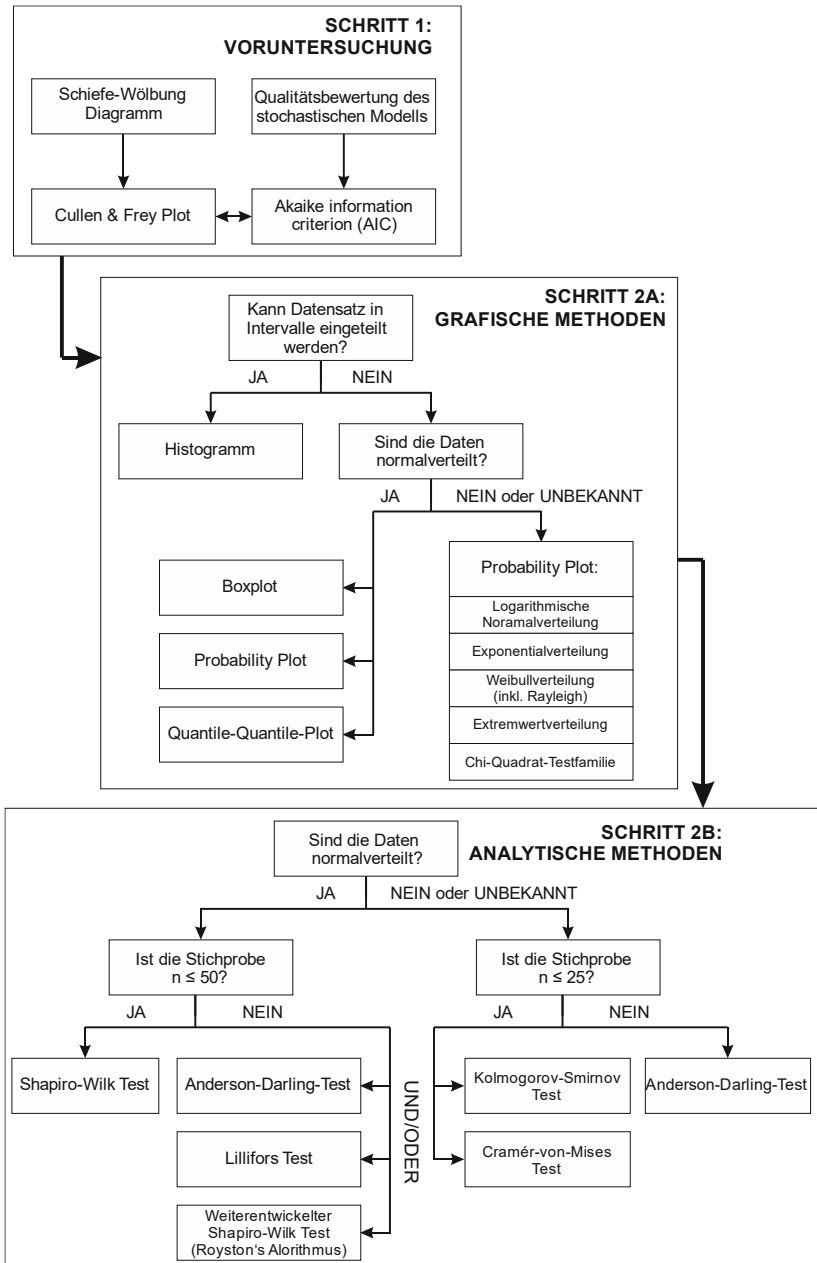 SCHRITT 1:
VORUNTERSUCHUNG
Schiefe-Wölbung
Diagramm
Qualitätsbewertung des
stochastischen Modells
Cullen & Frey Plot
Akaike information
criterion (AIC)
SCHRITT 2A:
GRAFISCHE METHODEN
Kann Datensatz in
Intervalle eingeteilt
werden?
JA
NEIN
Histogramm
Sind die Daten
normalverteilt?
JA
NEIN oder UNBEKANNT
Boxplot
Probability Plot
Quantile-Quantile-Plot
Probability Plot:
Logarithmische
Noramalverteilung
Exponentialverteilung
Weibullverteilung
(inkl. Rayleigh)
Extremwertverteilung
Chi-Quadrat-Testfamilie
SCHRITT 2B:
ANALYTISCHE METHODEN
Sind die Daten
normalverteilt?
JA
NEIN oder UNBEKANNT
Ist die Stichprobe
n ≤ 50?
JA
NEIN
Shapiro-Wilk Test
Anderson-Darling-Test
Lillifors Test
Weiterentwickelter
Shapiro-Wilk Test
(Royston‘s Alorithmus)
UND/ODER
Ist die Stichprobe
n ≤ 25?
JA
NEIN
Kolmogorov-Smirnov
Test
Cramér-von-Mises
Test
Anderson-Darling-Test